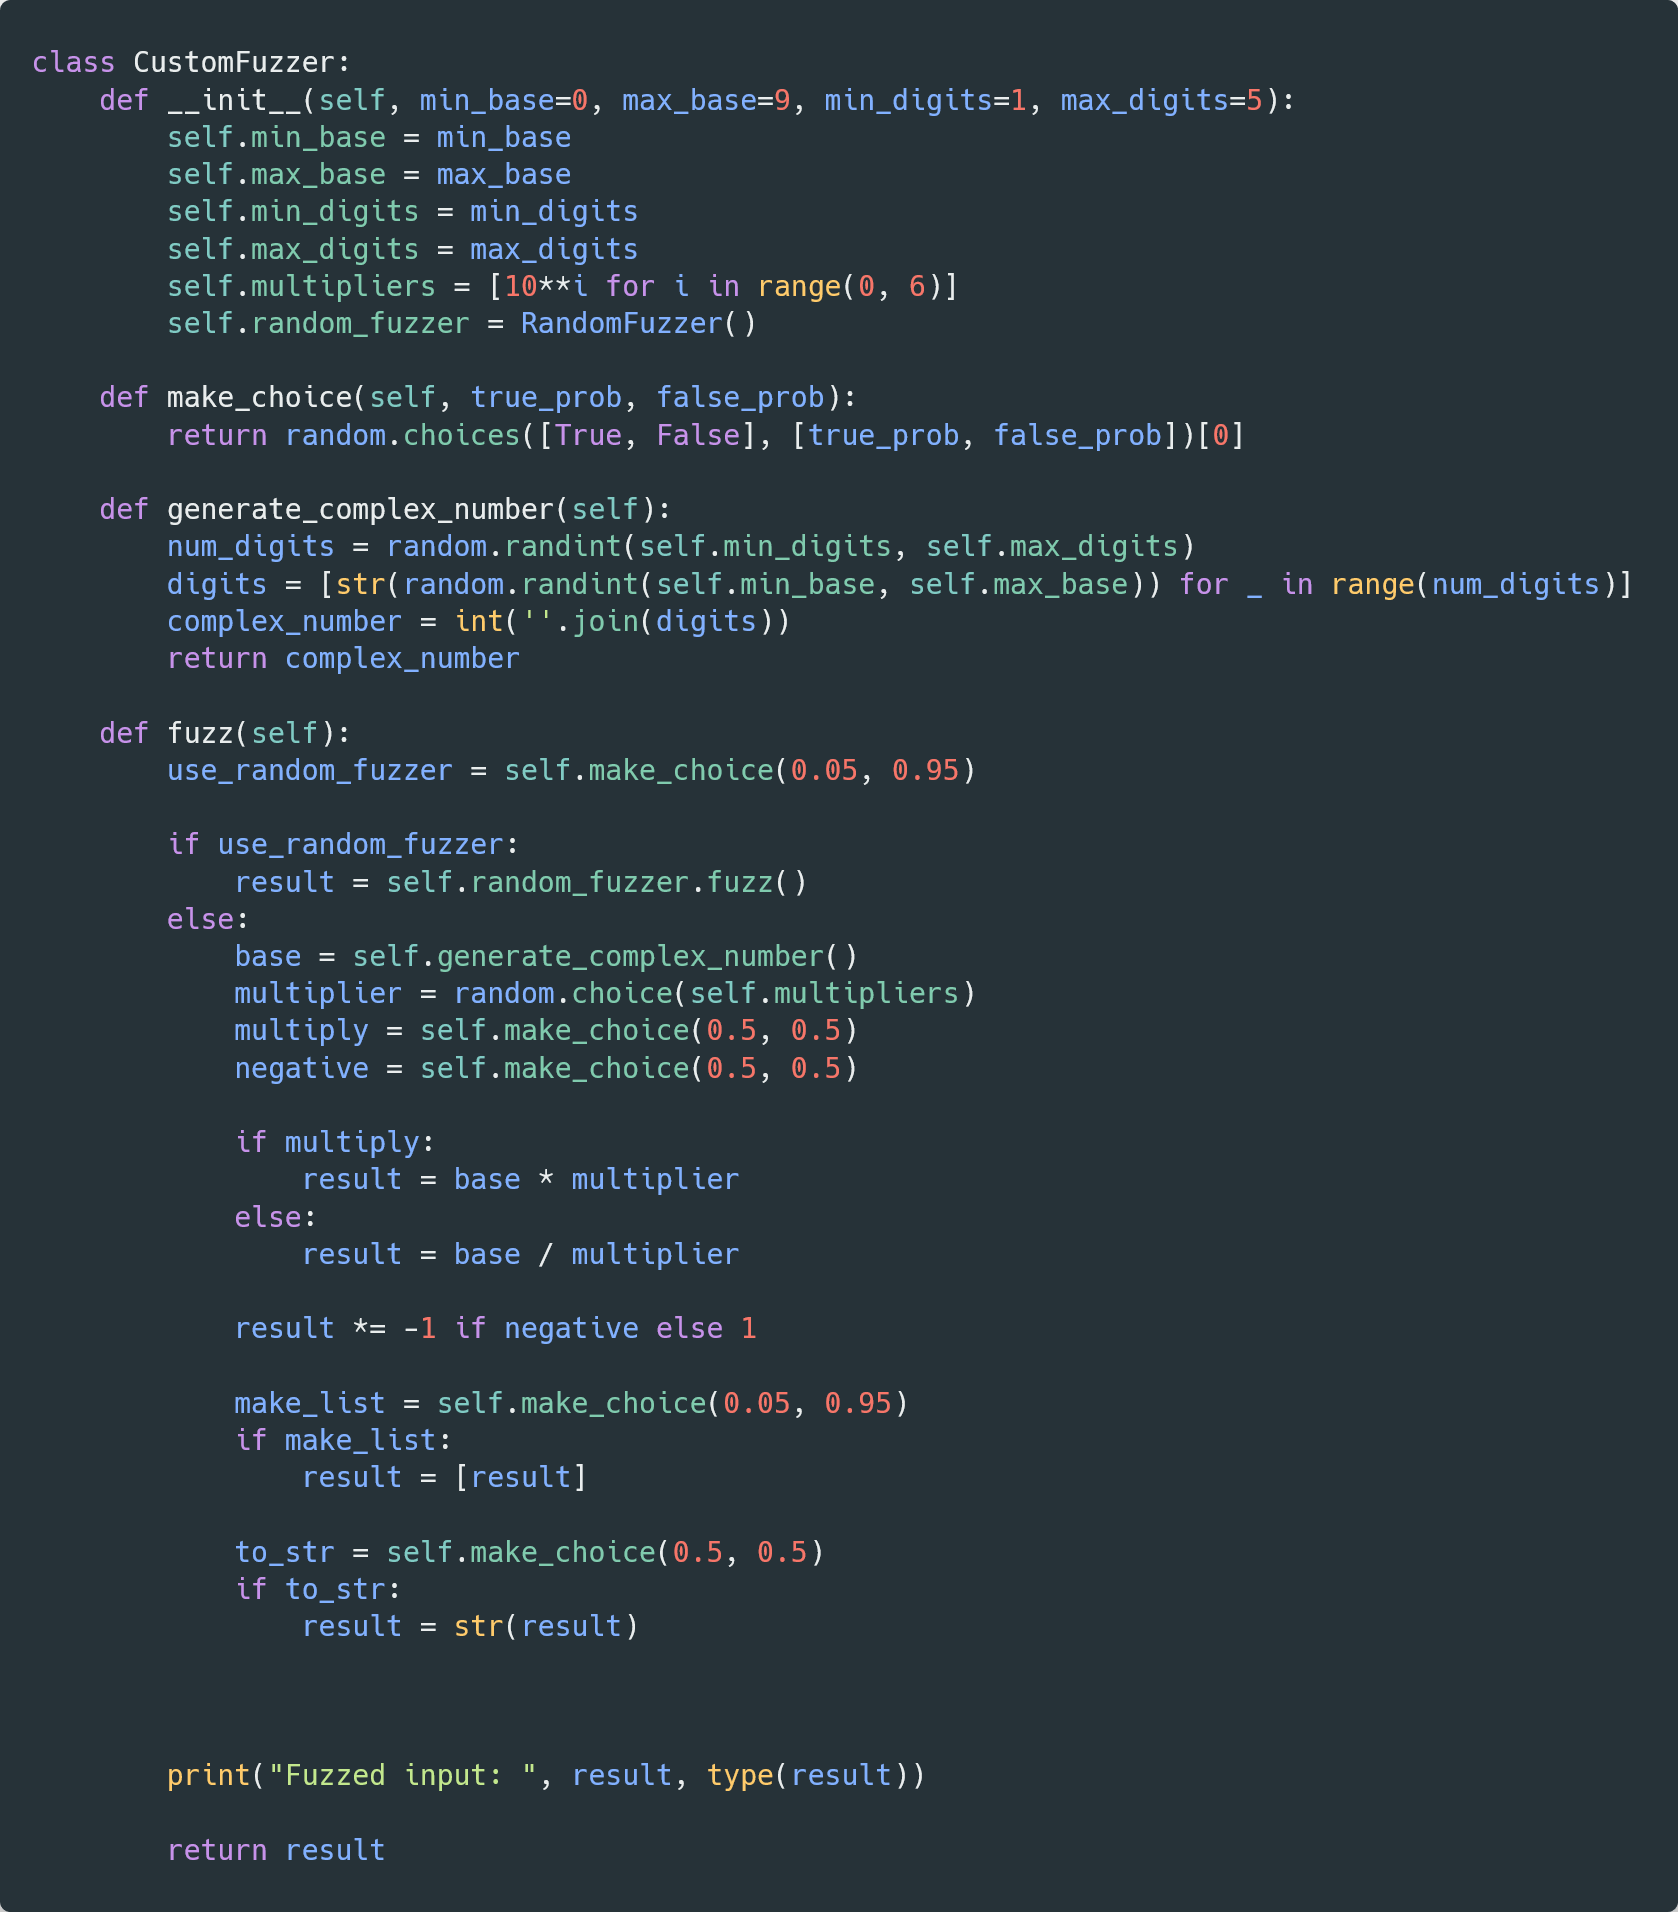 class CustomFuzzer:
    def __init__(self, min_base=0, max_base=9, min_digits=1, max_digits=5):
        self.min_base = min_base
        self.max_base = max_base
        self.min_digits = min_digits
        self.max_digits = max_digits
        self.multipliers = [10**i for i in range(0, 6)]
        self.random_fuzzer = RandomFuzzer()

    def make_choice(self, true_prob, false_prob):
        return random.choices([True, False], [true_prob, false_prob])[0]

    def generate_complex_number(self):
        num_digits = random.randint(self.min_digits, self.max_digits)
        digits = [str(random.randint(self.min_base, self.max_base)) for _ in range(num_digits)]
        complex_number = int(''.join(digits))
        return complex_number

    def fuzz(self):
        use_random_fuzzer = self.make_choice(0.05, 0.95)

        if use_random_fuzzer:
            result = self.random_fuzzer.fuzz()
        else:
            base = self.generate_complex_number()
            multiplier = random.choice(self.multipliers)
            multiply = self.make_choice(0.5, 0.5)
            negative = self.make_choice(0.5, 0.5)

            if multiply:
                result = base * multiplier
            else:
                result = base / multiplier

            result *= -1 if negative else 1

            make_list = self.make_choice(0.05, 0.95)
            if make_list:
                result = [result]

            to_str = self.make_choice(0.5, 0.5)
            if to_str:
                result = str(result)

        print("Fuzzed input: ", result, type(result))

        return result